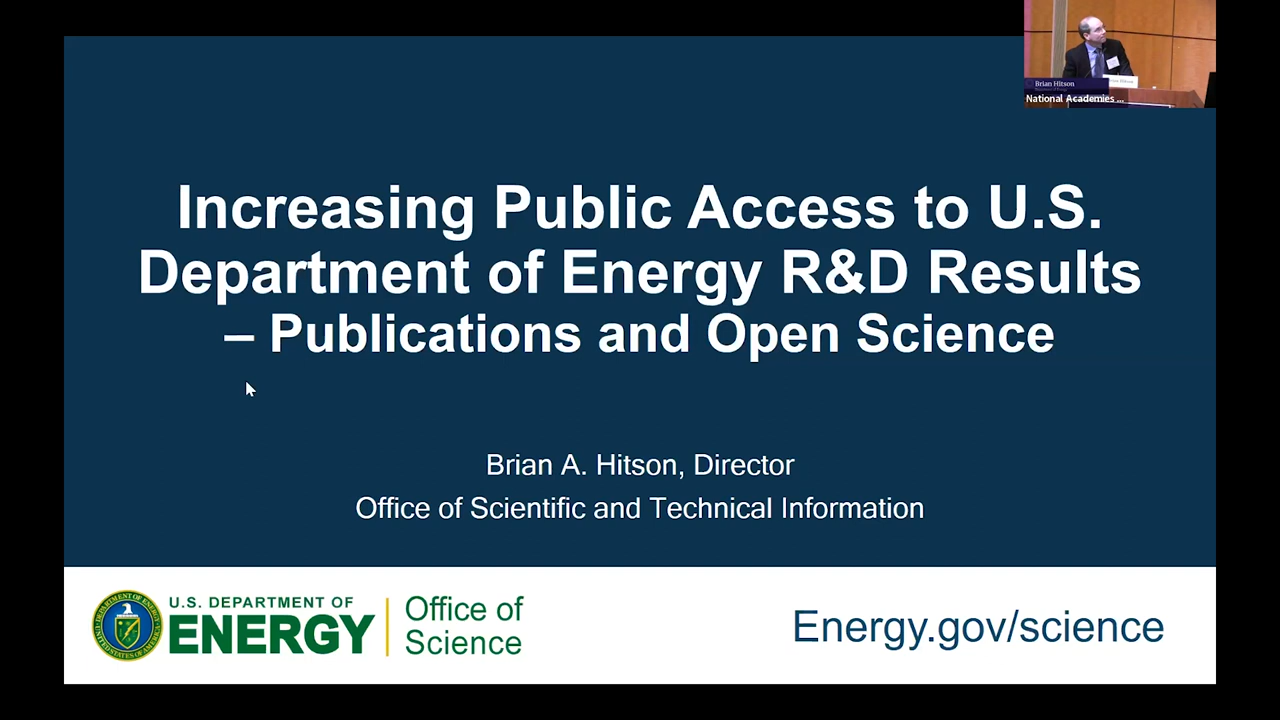 Brian Hitson
National Academies ...
Increasing Public Access to U.S.
Department of Energy R&D Results
– Publications and Open Science
Brian A. Hitson, Director
Office of Scientific and Technical Information
U.S. DEPARTMENT OF
ENERGY
Office of
Science
Energy.gov/science